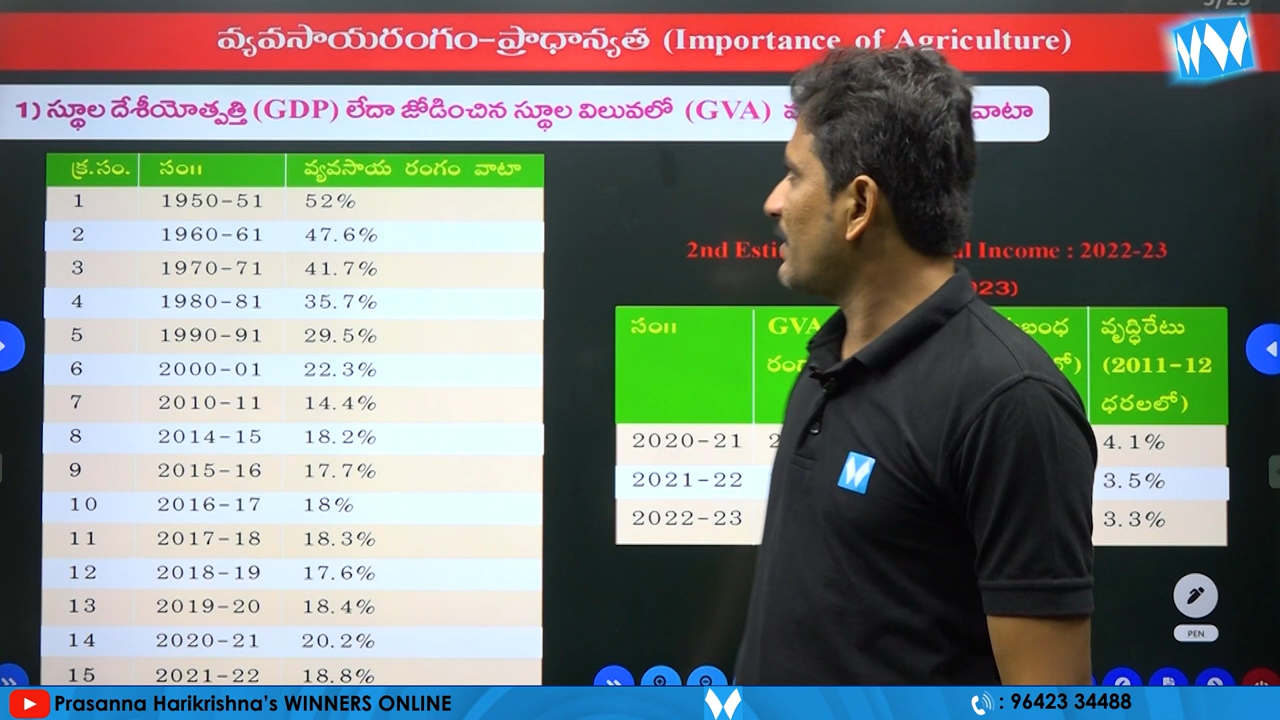 వ్యవసాయరంగం-ప్రాధాన్యత (Importance of Agriculture)
1) స్థూల దేశీయోత్పత్తి (GDP) లేదా జోడించిన స్థూల విలువలో (GVA) వాటా
క్ర.సం. సం॥ వ్యవసాయ రంగం వాటా
1 1950-51 52%
2 1960-61 47.6%
3 1970-71 41.7%
4 1980-81 35.7%
5 1990-91 29.5%
6 2000-01 22.3%
7 2010-11 14.4%
8 2014-15 18.2%
9 2015-16 17.7%
10 2016-17 18%
11 2017-18 18.3%
12 2018-19 17.6%
13 2019-20 18.4%
14 2020-21 20.2%
15 2021-22 18.8%
2nd Income : 2022-23
సం॥ GVA వృద్ధిరేటు
(2011-12
ధరలలో)
2020-21 4.1%
2021-22 3.5%
2022-23 3.3%
PEN
Prasanna Harikrishna's WINNERS ONLINE
: 96423 34488